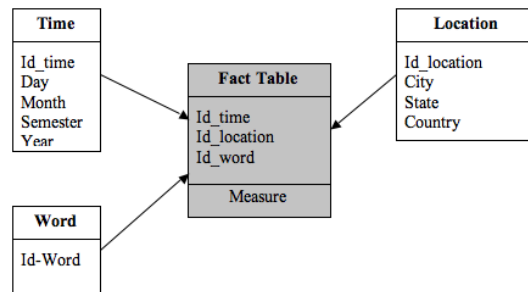 Time
Id_time
Day
Month
Semester
Year
Fact Table
Id_time
Id_location
Id_word
Measure
Location
Id_location
City
State
Country
Word
Id-Word